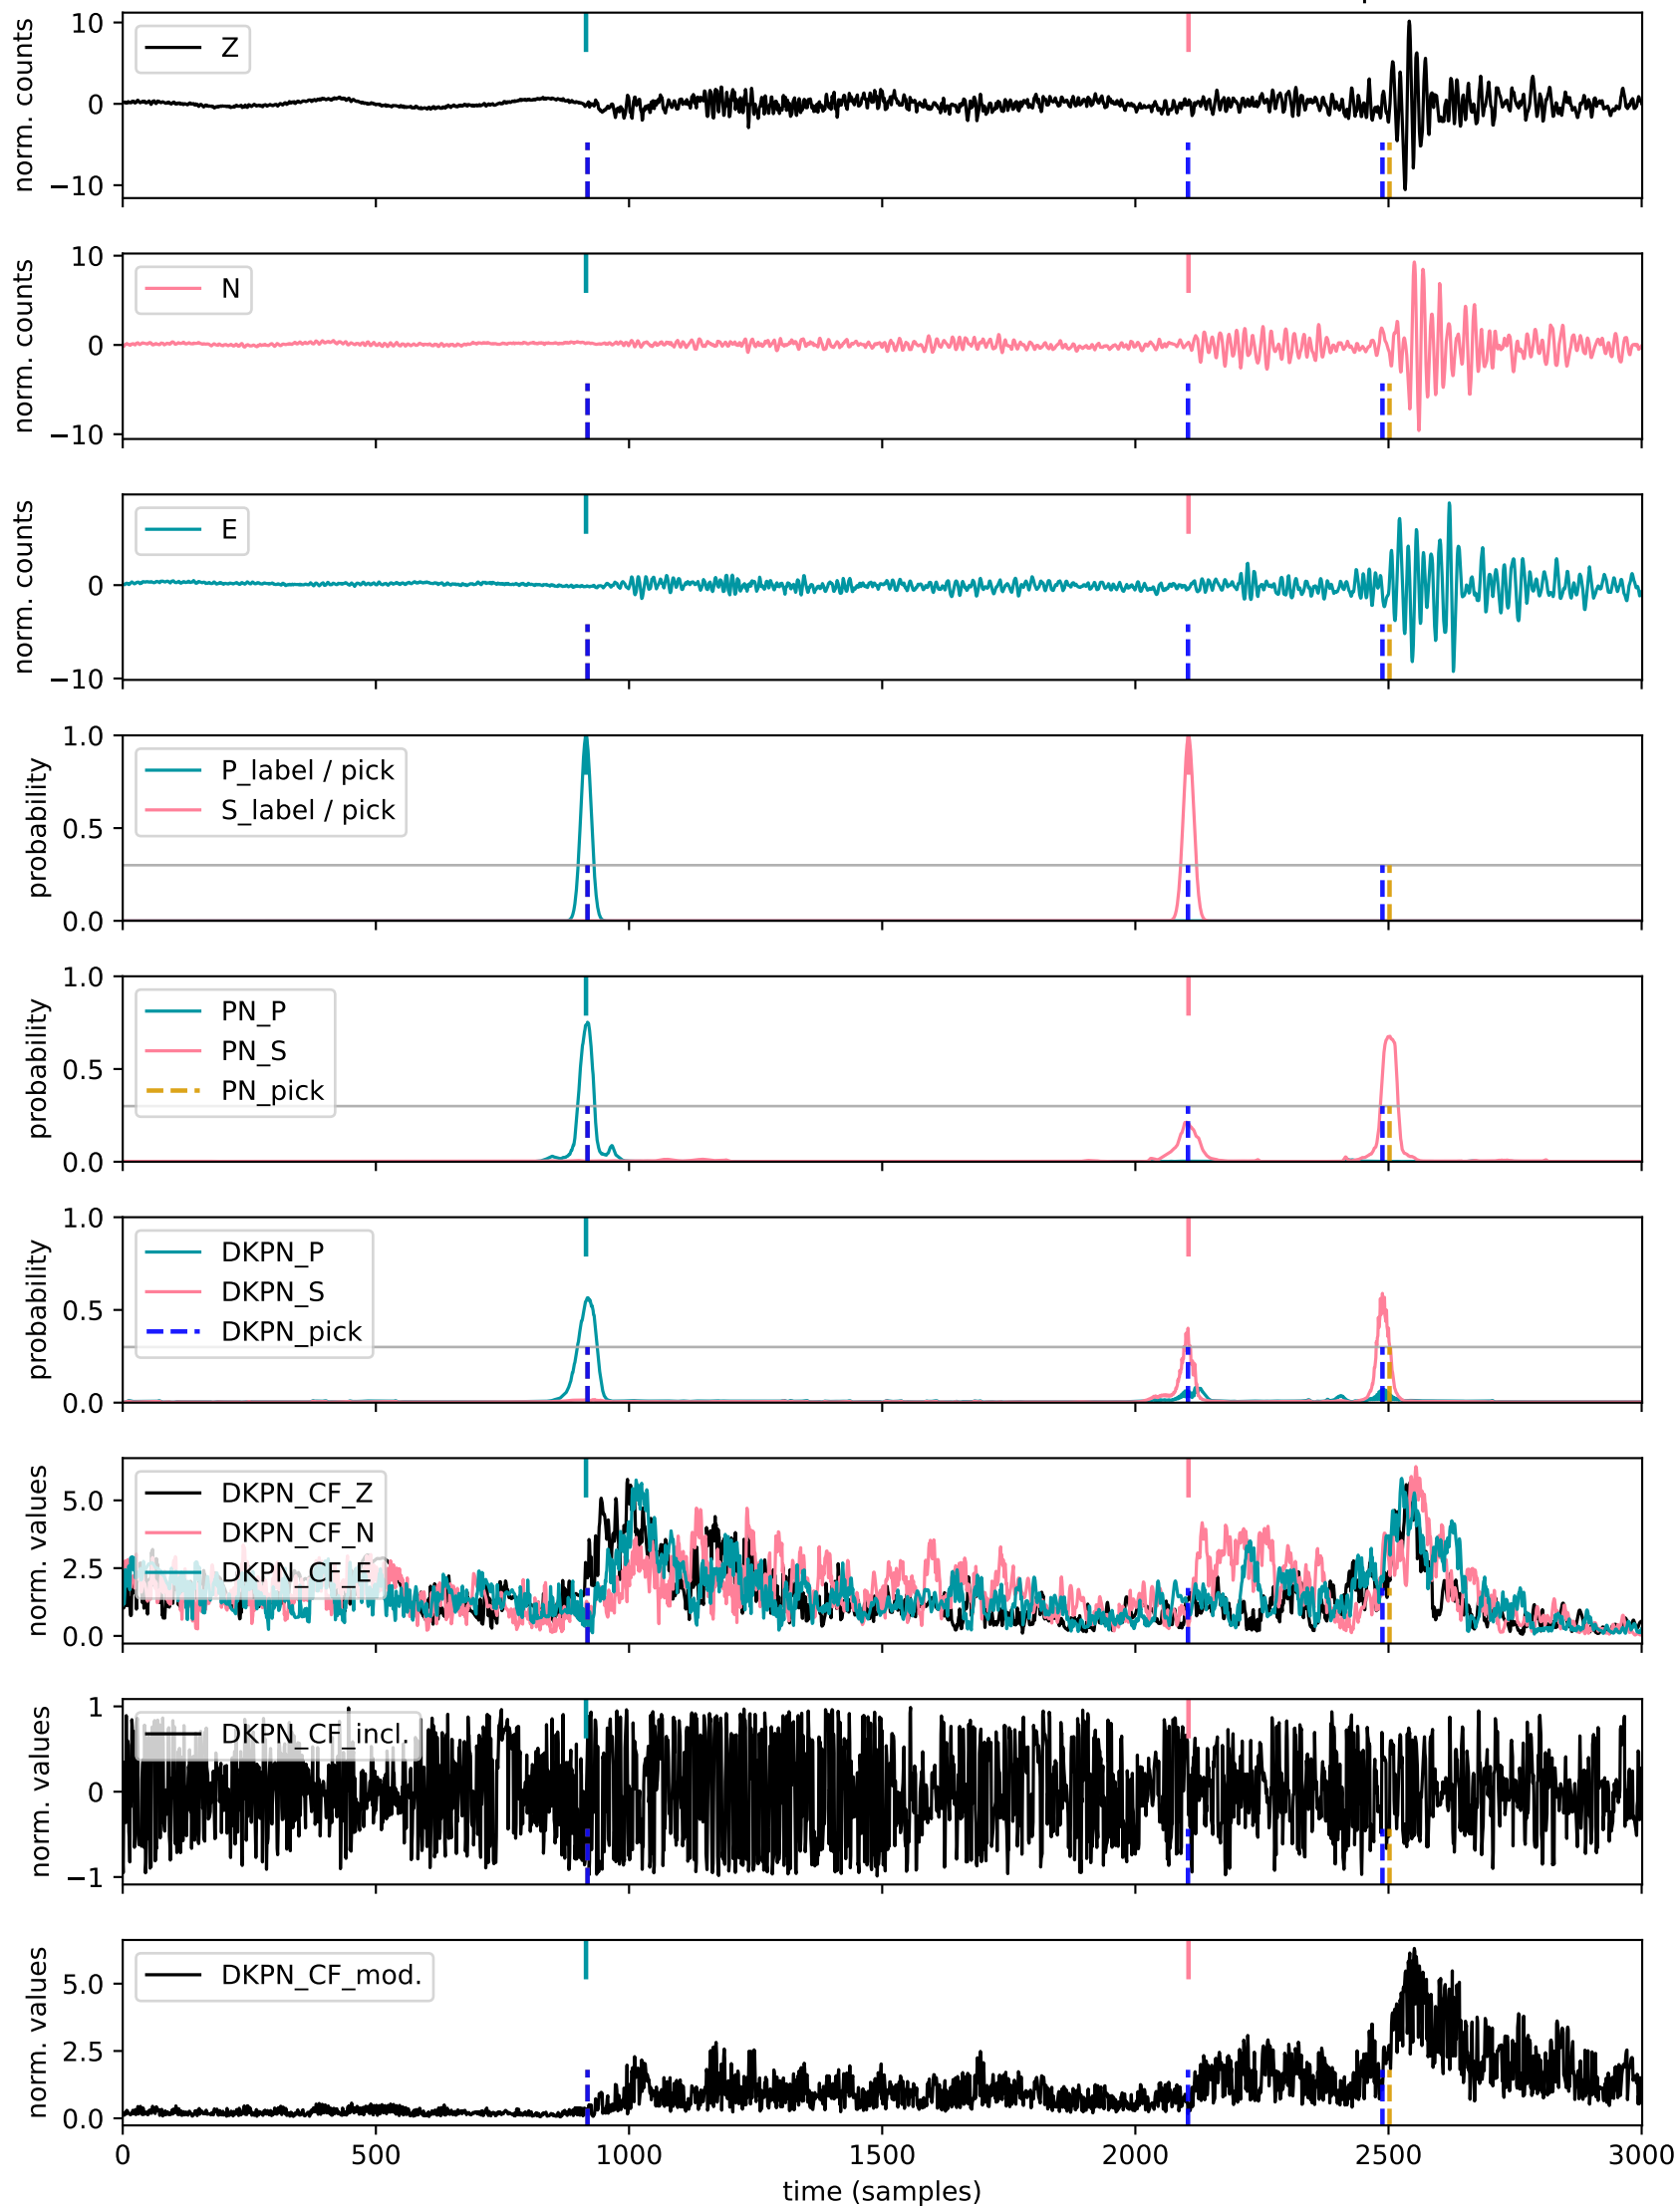 norm. counts
10
0
−10
Z
norm. counts
10
0
−10
N
norm. counts
0
−10
E
probability
1.0
0.5
0.0
P_label / pick
S_label / pick
probability
1.0
0.5
0.0
PN_P
PN_S
PN_pick
probability
1.0
0.5
0.0
DKPN_P
DKPN_S
DKPN_pick
norm. values
5.0
2.5
0.0
DKPN_CF_Z
DKPN_CF_N
DKPN_CF_E
norm. values
1
0
−1
DKPN_CF_incl.
norm. values
5.0
2.5
0.0
DKPN_CF_mod.
0 500 1000 1500 2000 2500 3000
time (samples)